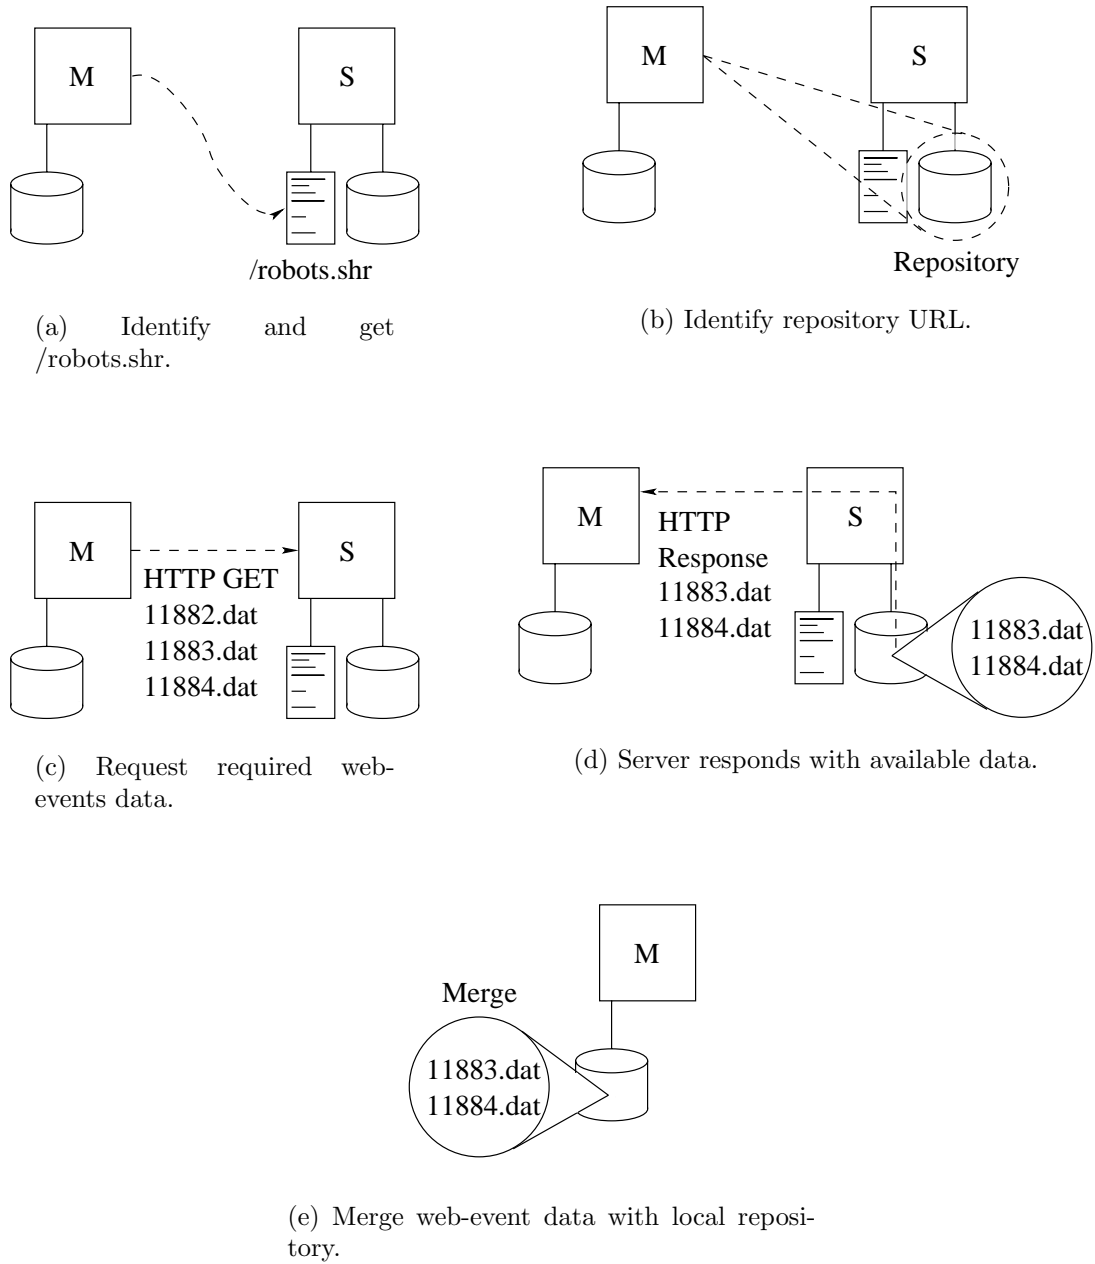 M
S
/robots.shr
(a) Identify and get
/robots.shr.
M
S
Repository
(b) Identify repository URL.
M
S
HTTP GET
11882.dat
11883.dat
11884.dat
(c) Request required web-
events data.
M
S
HTTP
Response
11883.dat
11884.dat
11883.dat
11884.dat
(d) Server responds with available data.
M
Merge
11883.dat
11884.dat
(e) Merge web-event data with local reposi-
tory.